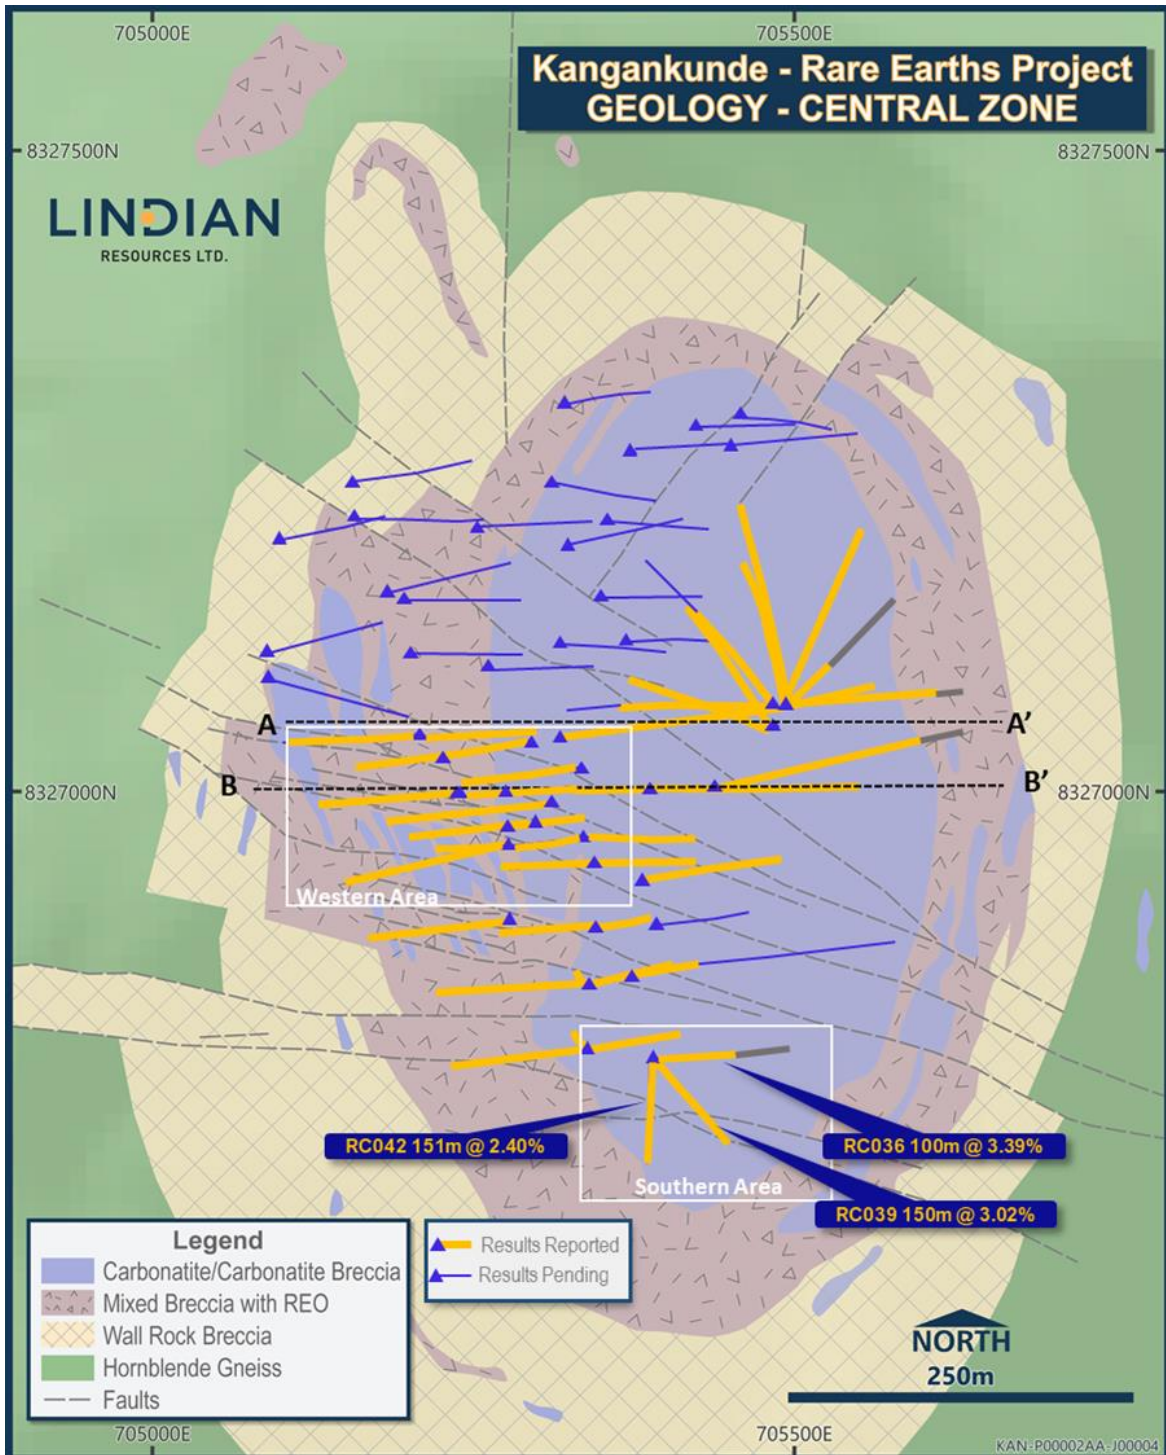 705000E
705500E
Kangankunde - Rare Earths Project
GEOLOGY - CENTRAL ZONE
8327500N
8327500N
LINDIAN
RESOURCES LTD.
A
A'
B
B'
8327000N
8327000N
Western Area
RC042 151m @ 2.40%
RC036 100m @ 3.39%
Southern Area
RC039 150m @ 3.02%
Legend
Carbonatite/Carbonatite Breccia
Mixed Breccia with REO
Wall Rock Breccia
Hornblende Gneiss
Faults
Results Reported
Results Pending
NORTH
250m
705000E
705500E
KAN-P00002AA-J00004